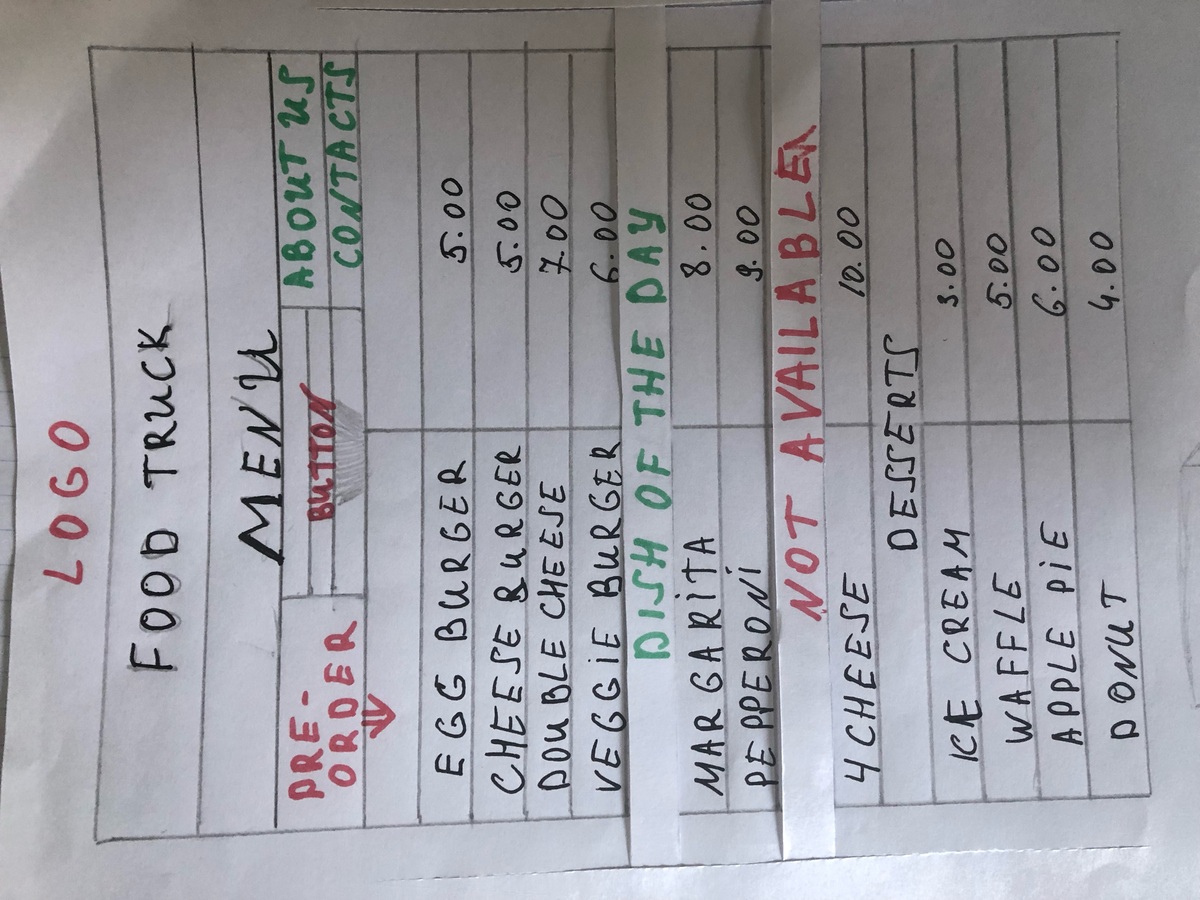 LOGO
FOOD TRUCK
MENU
PRE-
ORDER
BUTTON
ABOUT US
CONTACTS
EGG BURGER 5.00
CHEESE BURGER 5.00
DOUBLE CHEESE 7.00
VEGGIE BURGER 6.00
DISH OF THE DAY
MARGARITA 8.00
PEPPERONI 9.00
NOT AVAILABLE
4 CHEESE 10.00
DESSERTS
ICE CREAM 3.00
WAFFLE 5.00
APPLE PIE 6.00
DONUT 4.00